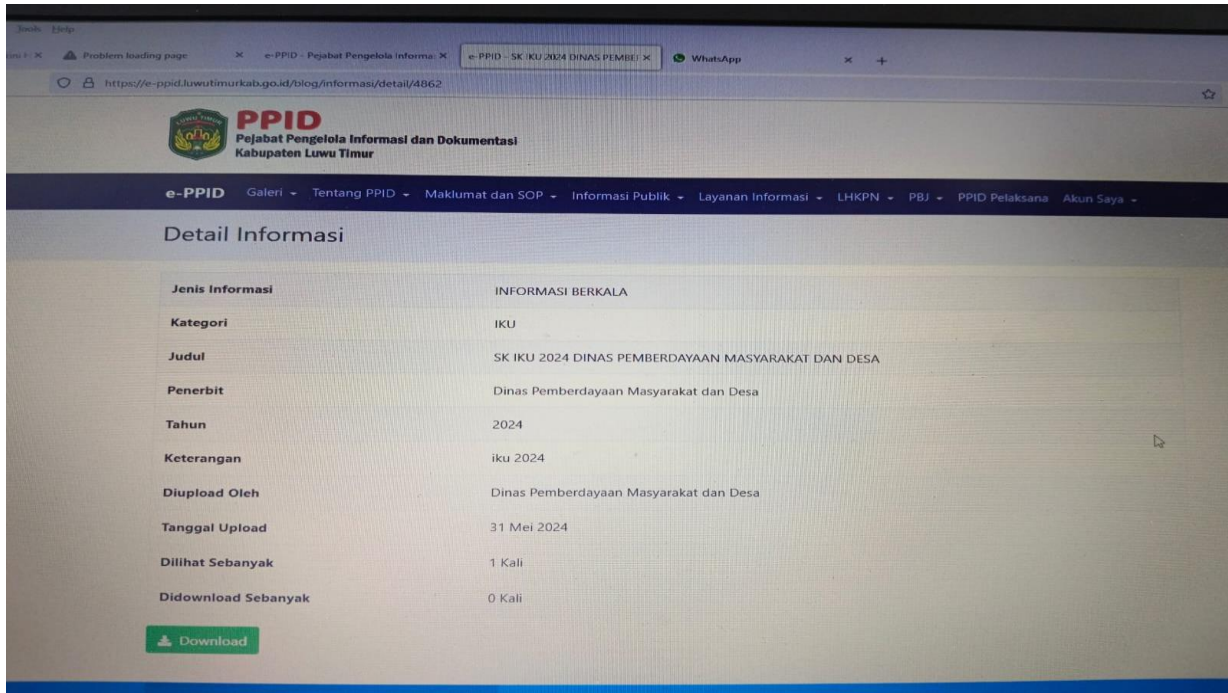 Tools Help
Problem loading page
e-PPID - Pejabat Pengelola Informa
e-PPID - SK IKU 2024 DINAS PEMBE
WhatsApp
https://e-ppid.luwutimurkab.go.id/blog/informasi/detail/4862
LUWU TIMUR
PPID
Pejabat Pengelola Informasi dan Dokumentasi
Kabupaten Luwu Timur
e-PPID Galeri Tentang PPID Maklumat dan SOP Informasi Publik Layanan Informasi LHKPN PBJ PPID Pelaksana Akun Saya
Detail Informasi
Jenis Informasi INFORMASI BERKALA
Kategori IKU
Judul SK IKU 2024 DINAS PEMBERDAYAAN MASYARAKAT DAN DESA
Penerbit Dinas Pemberdayaan Masyarakat dan Desa
Tahun 2024
Keterangan iku 2024
Diupload Oleh Dinas Pemberdayaan Masyarakat dan Desa
Tanggal Upload 31 Mei 2024
Dilihat Sebanyak 1 Kali
Didownload Sebanyak 0 Kali
Download